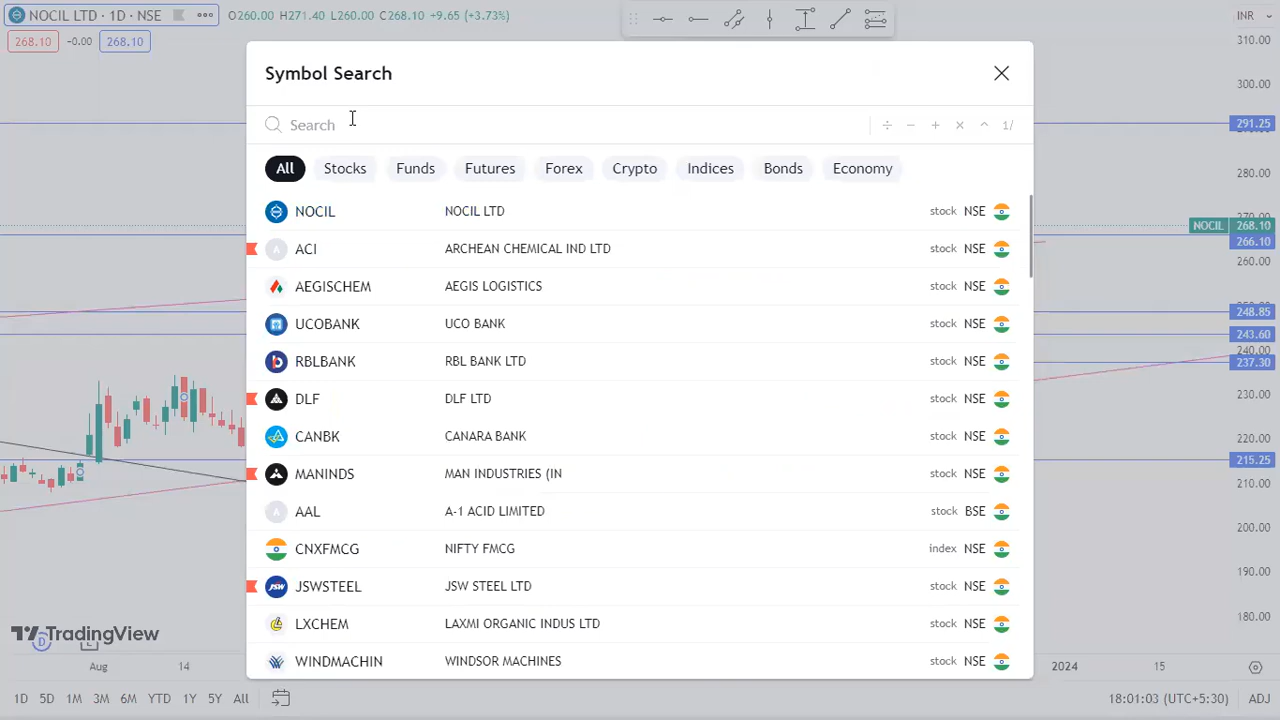 NOCIL LTD · 1D · NSE ••• O260.00 H271.40 L260.00 C268.10 +9.65 (+3.73%) INR
268.10 -0.00 268.10
310.00
300.00
291.25
280.00
NOCIL 268.10
266.10
260.00
248.85
243.60
240.00
237.30
230.00
220.00
215.25
210.00
200.00
190.00
180.00
Symbol Search
Search ÷ − + × ^ 1/
All Stocks Funds Futures Forex Crypto Indices Bonds Economy
NOCIL NOCIL LTD stock NSE
ACI ARCHEAN CHEMICAL IND LTD stock NSE
AEGISCHEM AEGIS LOGISTICS stock NSE
UCOBANK UCO BANK stock NSE
RBLBANK RBL BANK LTD stock NSE
DLF DLF LTD stock NSE
CANBK CANARA BANK stock NSE
MANINDS MAN INDUSTRIES (IN stock NSE
AAL A-1 ACID LIMITED stock BSE
CNXFMCG NIFTY FMCG index NSE
JSWSTEEL JSW STEEL LTD stock NSE
LXCHEM LAXMI ORGANIC INDUS LTD stock NSE
WINDMACHIN WINDSOR MACHINES stock NSE
TradingView
Aug 14 2024 15
1D 5D 1M 3M 6M YTD 1Y 5Y All 18:01:03 (UTC+5:30) ADJ